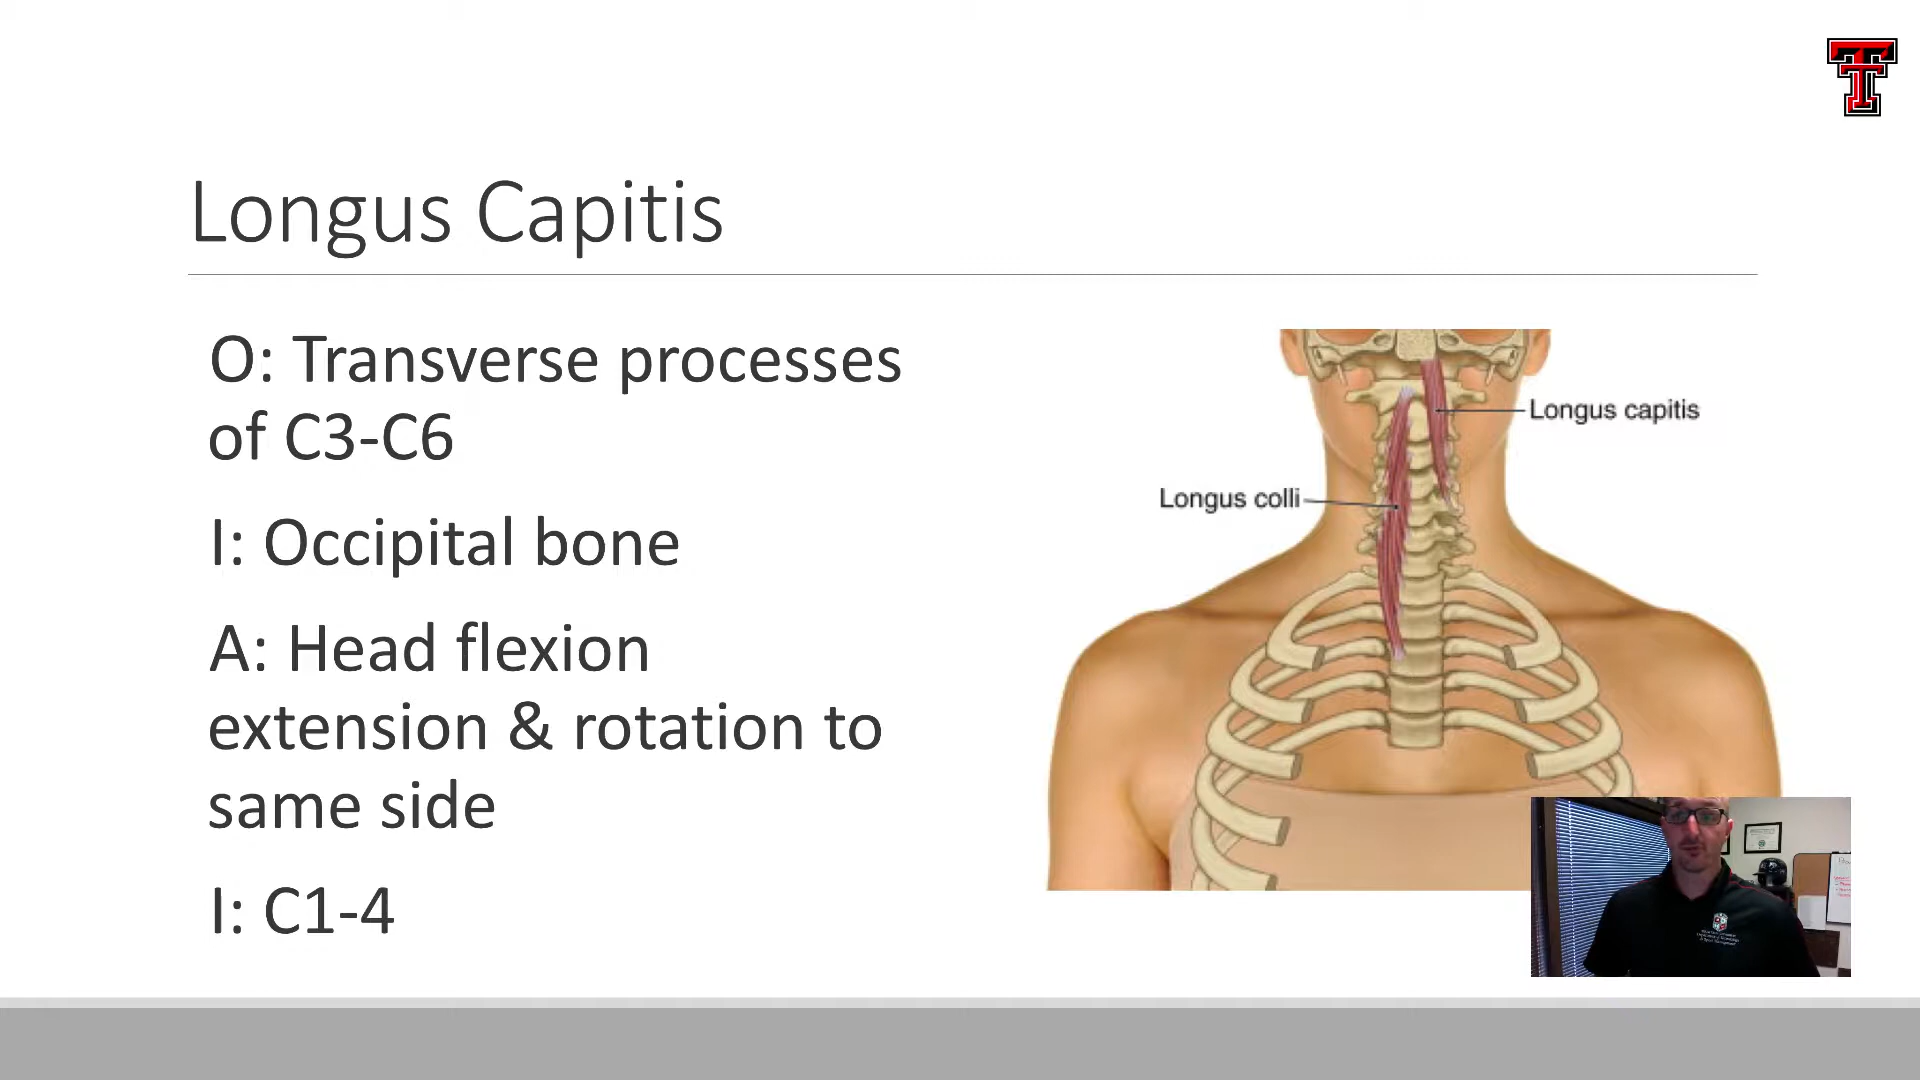 Longus Capitis
O: Transverse processes
of C3-C6
I: Occipital bone
A: Head flexion
extension & rotation to
same side
I: C1-4
Longus capitis
Longus colli